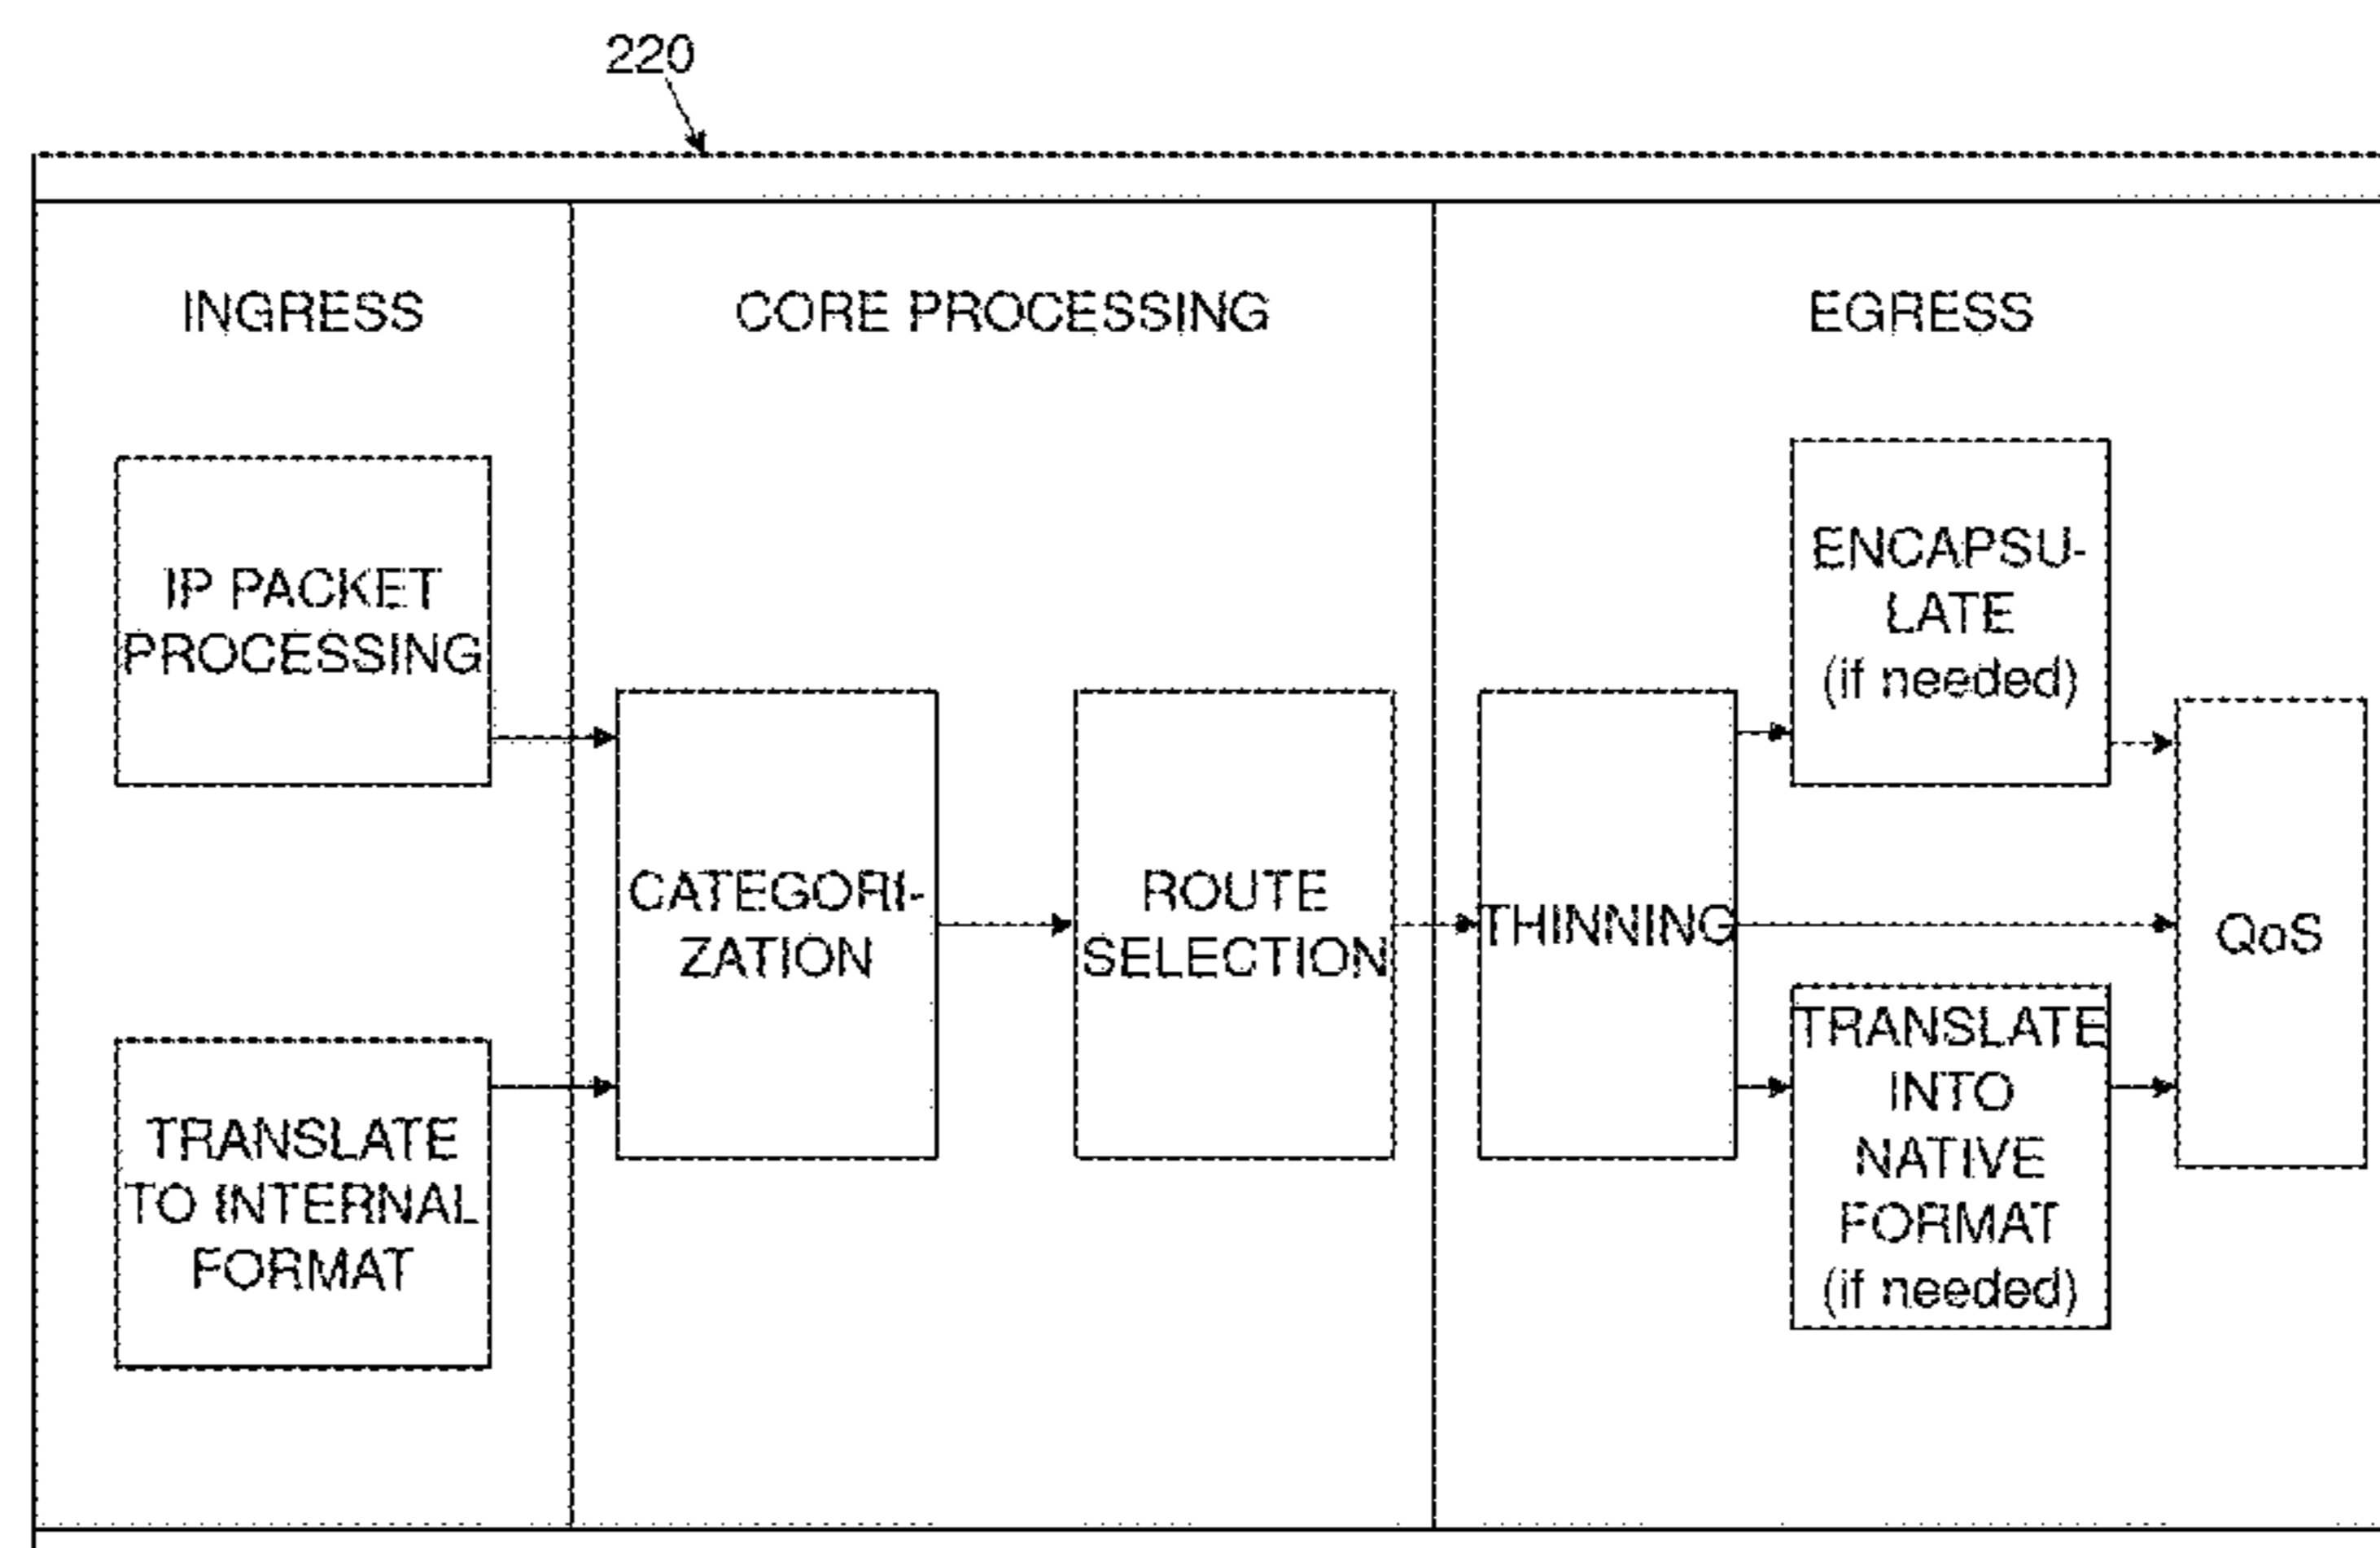 220
INGRESS
CORE PROCESSING
EGRESS
IP PACKET
PROCESSING
TRANSLATE
TO INTERNAL
FORMAT
CATEGORI-
ZATION
ROUTE
SELECTION
THINNING
ENCAPSU-
LATE
(if needed)
TRANSLATE
INTO
NATIVE
FORMAT
(if needed)
QoS